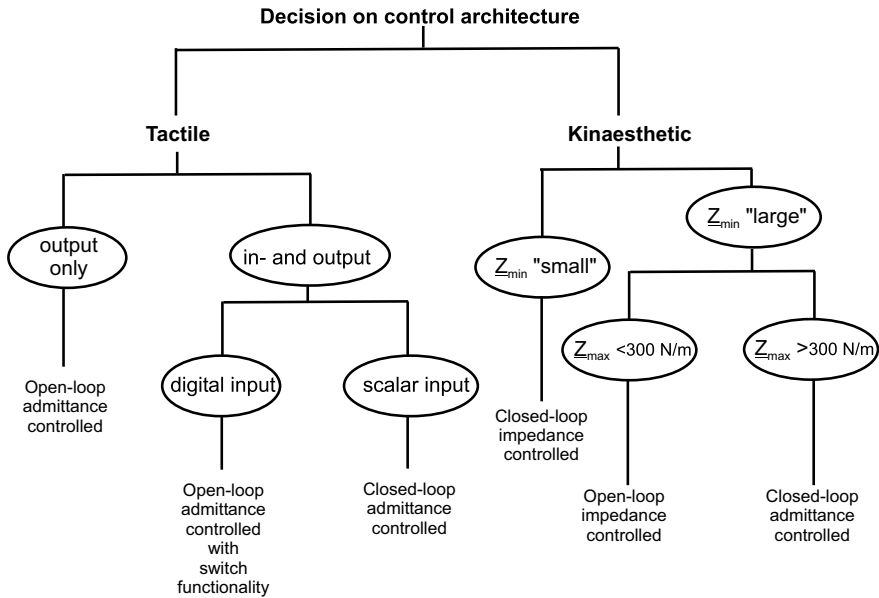 Decision on control architecture
Tactile
Kinaesthetic
output
only
in- and output
Z_min "small"
Z_min "large"
digital input
scalar input
Z_max <300 N/m
Z_max >300 N/m
Open-loop
admittance
controlled
Open-loop
admittance
controlled
with
switch
functionality
Closed-loop
admittance
controlled
Closed-loop
impedance
controlled
Open-loop
impedance
controlled
Closed-loop
admittance
controlled